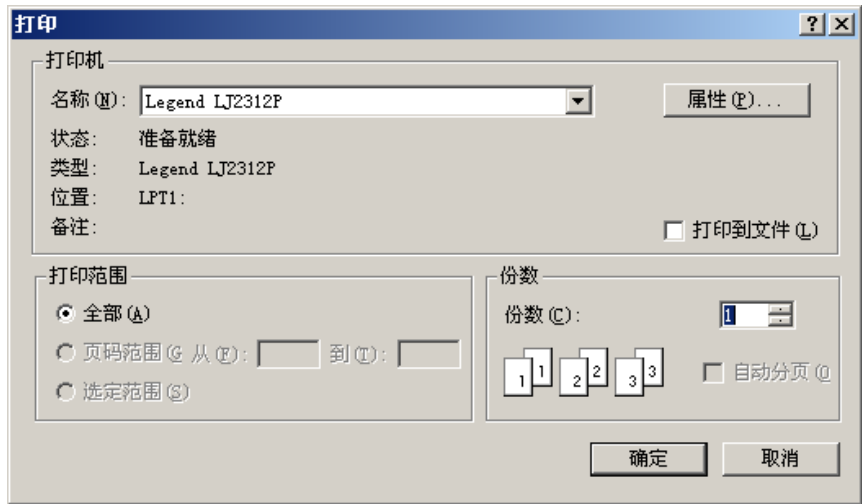 打印
打印机
名称(N): Legend LJ2312P 属性(P)...
状态: 准备就绪
类型: Legend LJ2312P
位置: LPT1:
备注:
打印到文件(L)
打印范围
全部(A)
页码范围(G 从(F): 到(T):
选定范围(S)
份数
份数(C): 1
1 1 2 2 3 3
自动分页(O
确定 取消